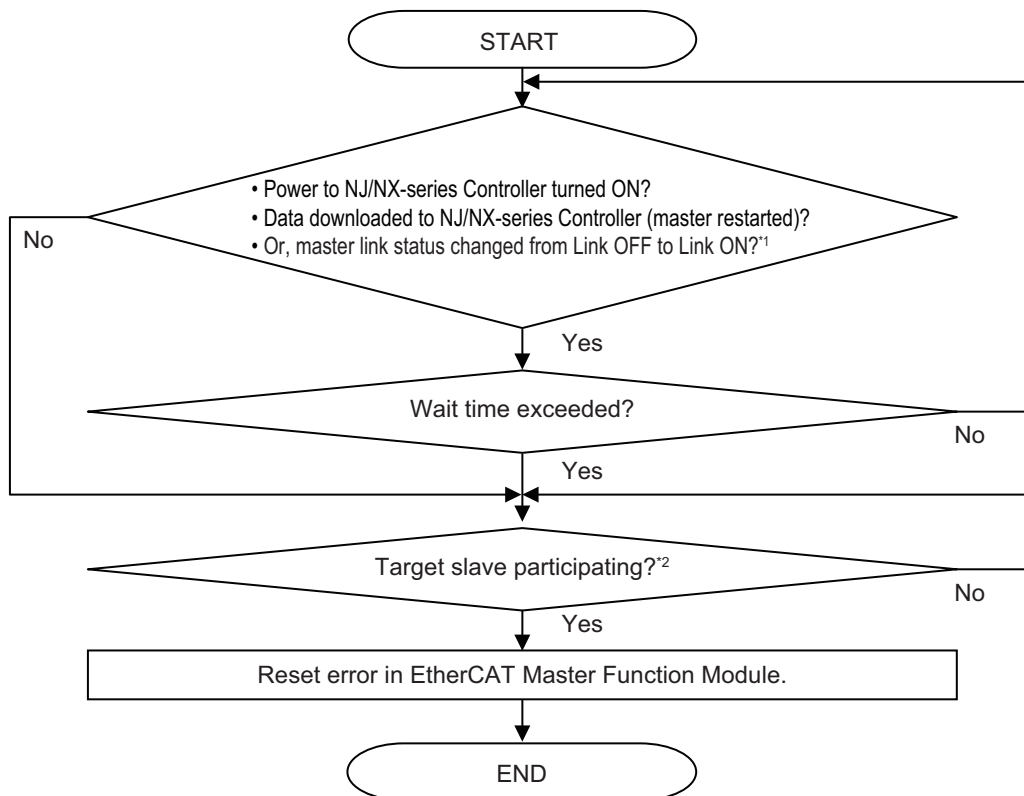 START
• Power to NJ/NX-series Controller turned ON?
• Data downloaded to NJ/NX-series Controller (master restarted)?
• Or, master link status changed from Link OFF to Link ON?*1
No
Yes
Wait time exceeded?
No
Yes
Target slave participating?*2
No
Yes
Reset error in EtherCAT Master Function Module.
END